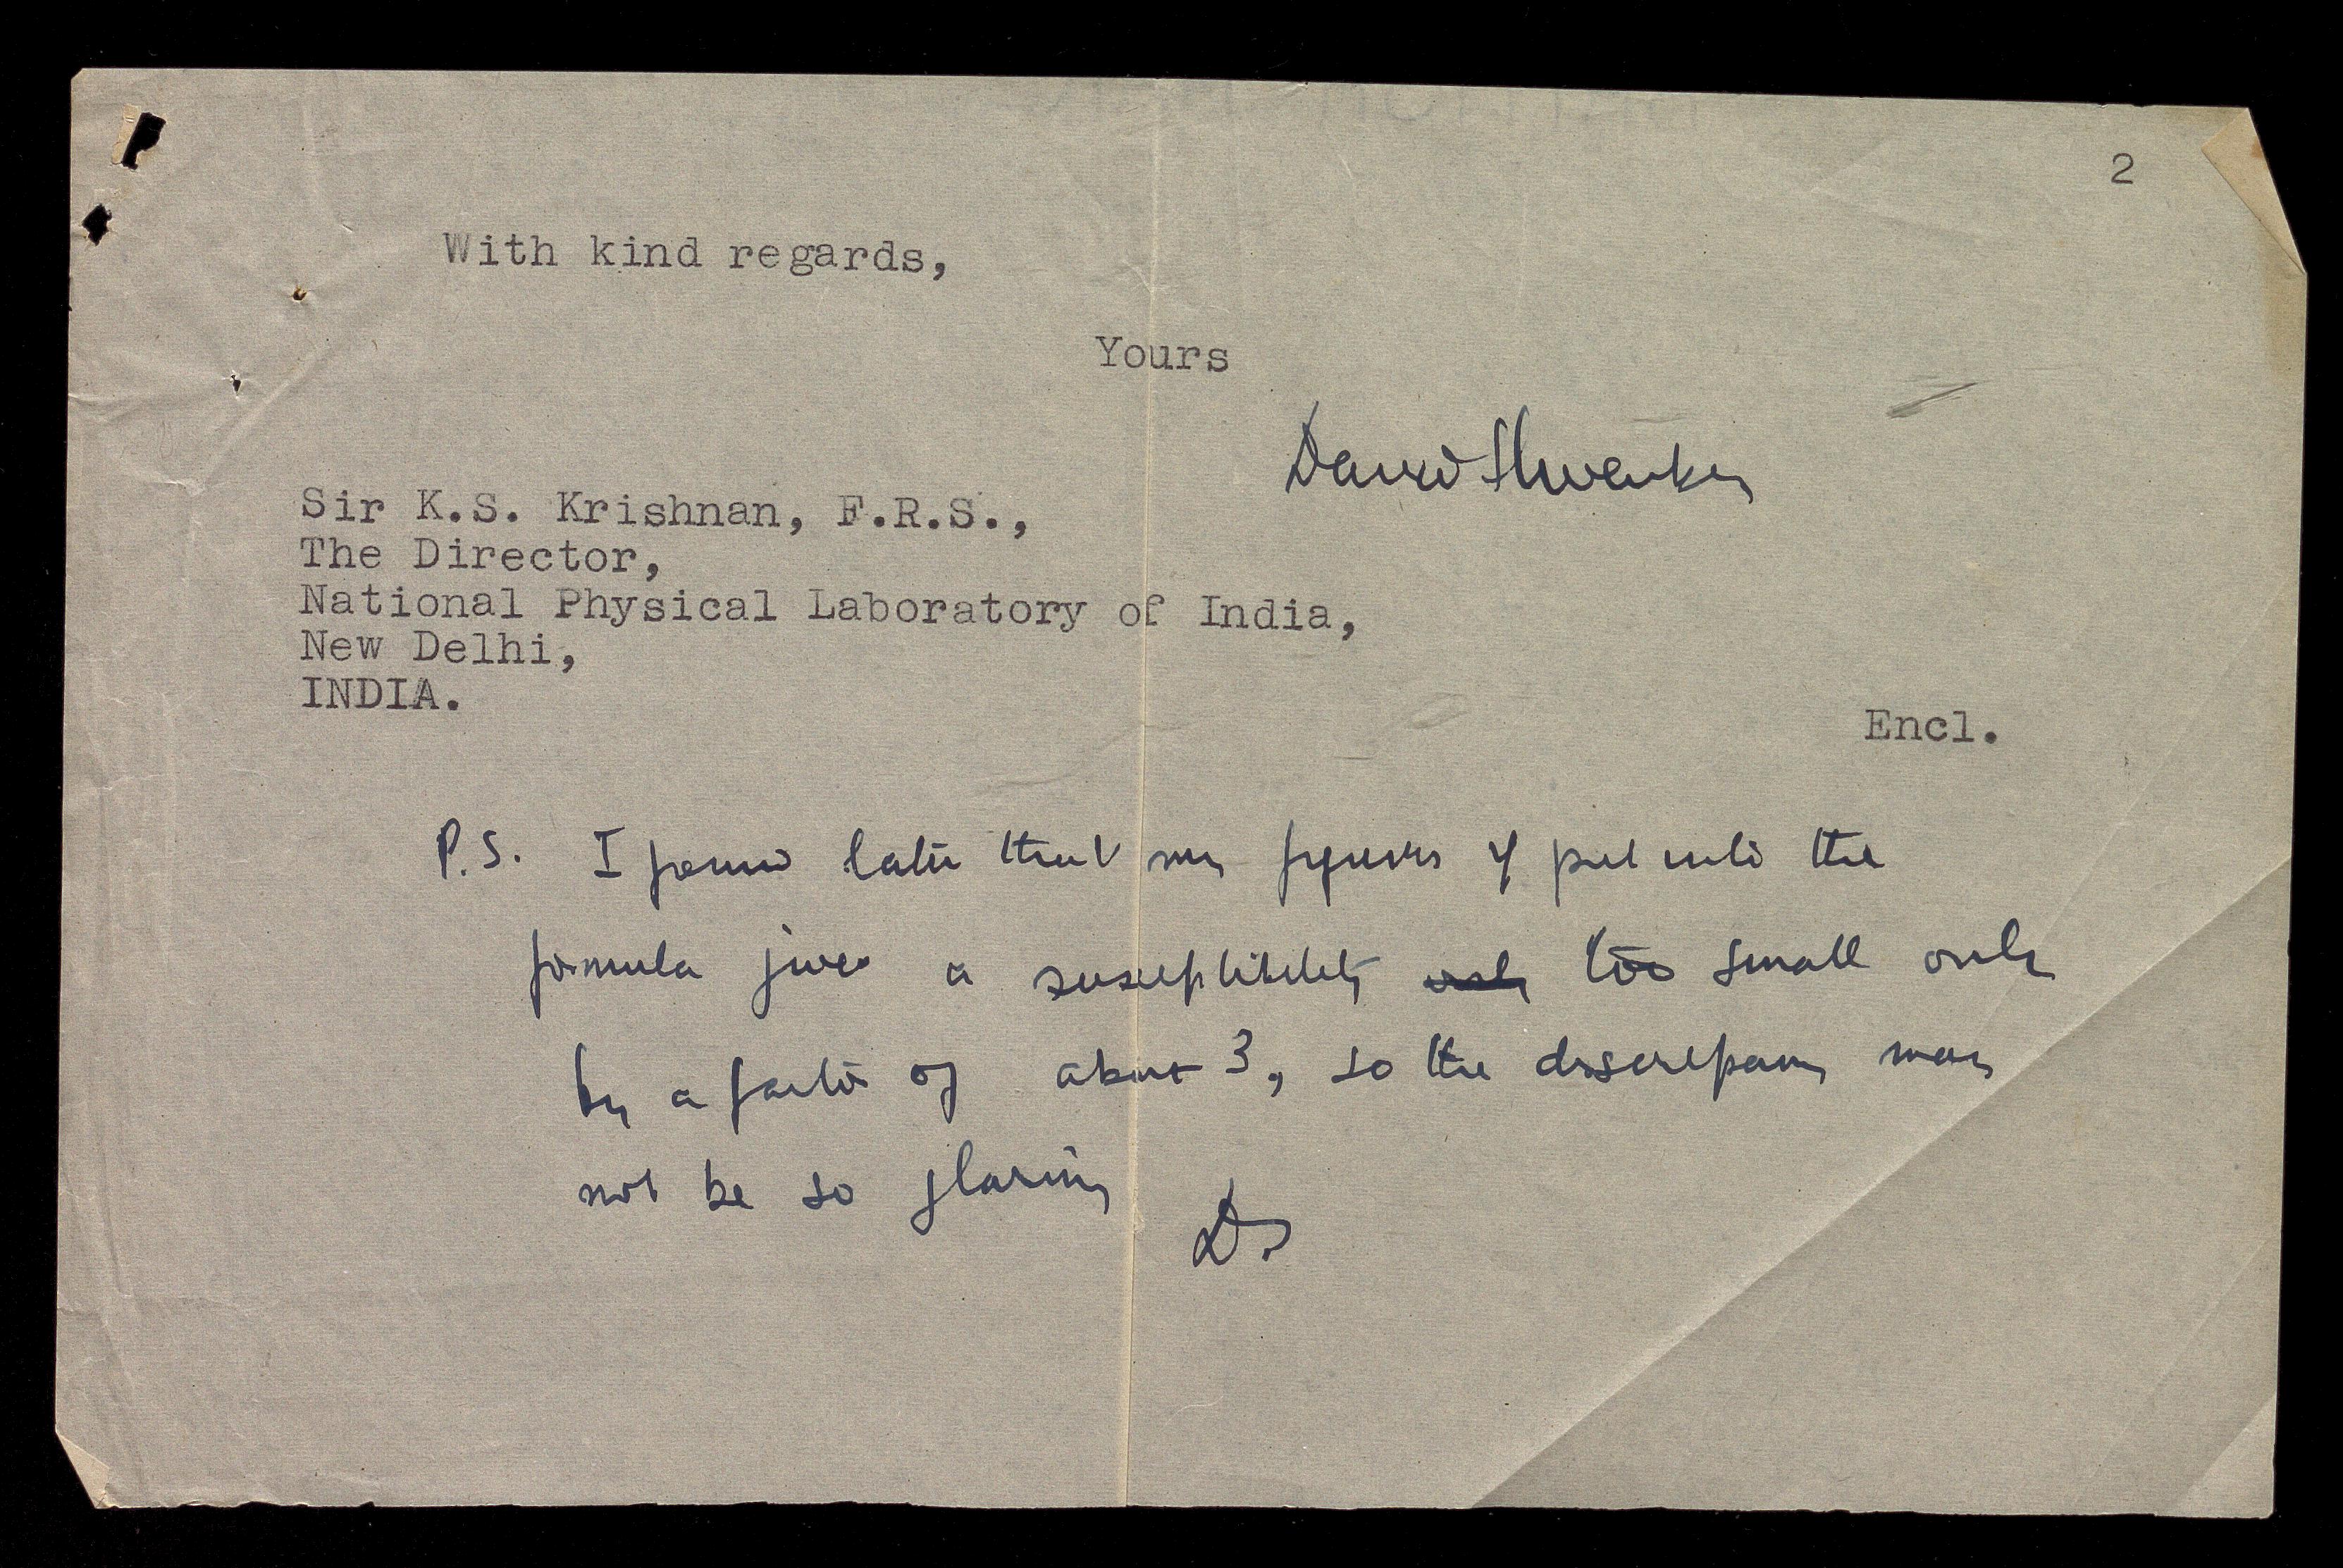 2
With kind regards,
Yours
David Shoenberg
Sir K.S. Krishnan, F.R.S.,
The Director,
National Physical Laboratory of India,
New Delhi,
INDIA.
Encl.
P.S. I found later that my figures if put into the
formula gives a susceptibility only too small only
by a factor of about 3, so the discrepancy may
not be so glaring
DS